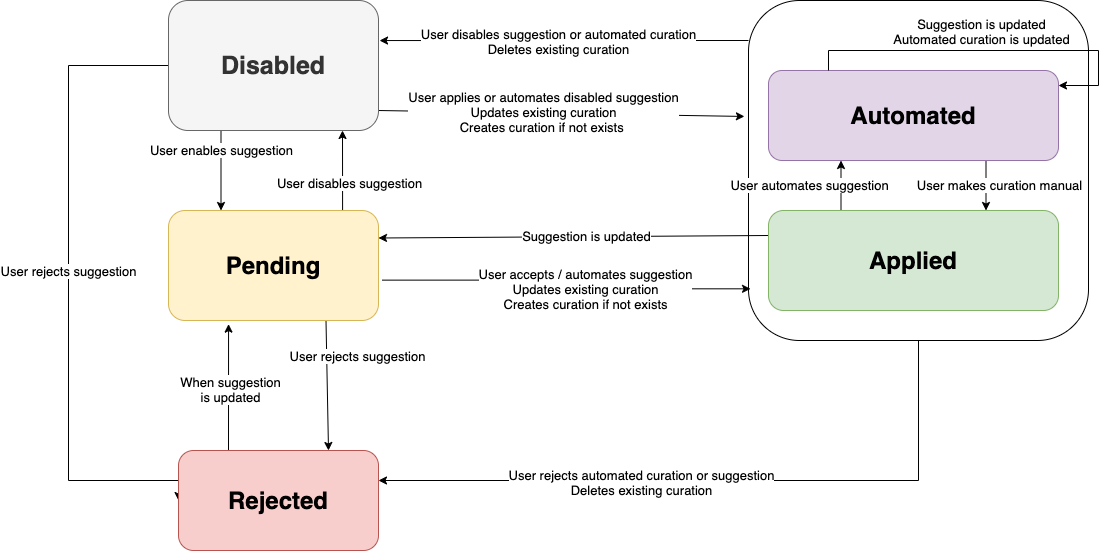 Suggestion is updated
Automated curation is updated
User disables suggestion or automated curation
Deletes existing curation
Disabled
User applies or automates disabled suggestion
Updates existing curation
Creates curation if not exists
Automated
User enables suggestion
User disables suggestion
User automates suggestion
User makes curation manual
Suggestion is updated
Pending
Applied
User rejects suggestion
User accepts / automates suggestion
Updates existing curation
Creates curation if not exists
User rejects suggestion
When suggestion
is updated
User rejects automated curation or suggestion
Deletes existing curation
Rejected